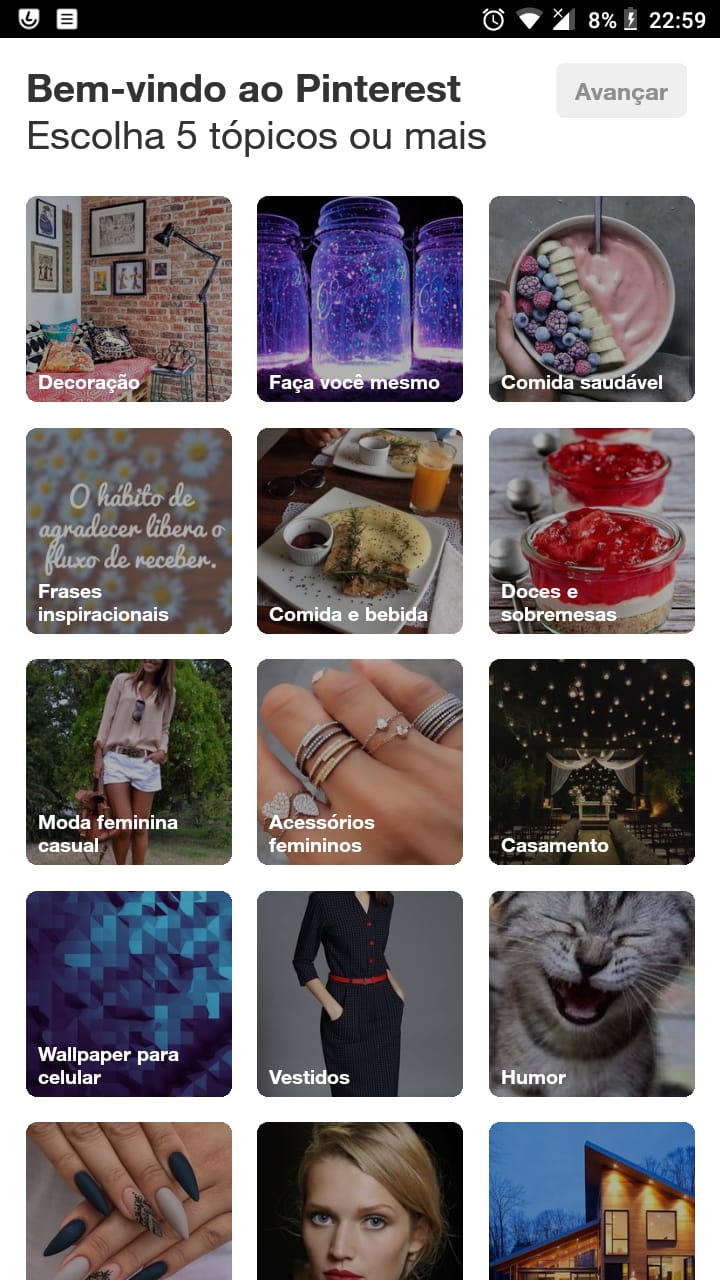 8% 22:59
Bem-vindo ao Pinterest
Avançar
Escolha 5 tópicos ou mais
Decoração
Faça você mesmo
Comida saudável
O hábito de
agradecer libera o
fluxo de receber.
Frases
inspiracionais
Comida e bebida
Doces e
sobremesas
Moda feminina
casual
Acessórios
femininos
Casamento
Wallpaper para
celular
Vestidos
Humor